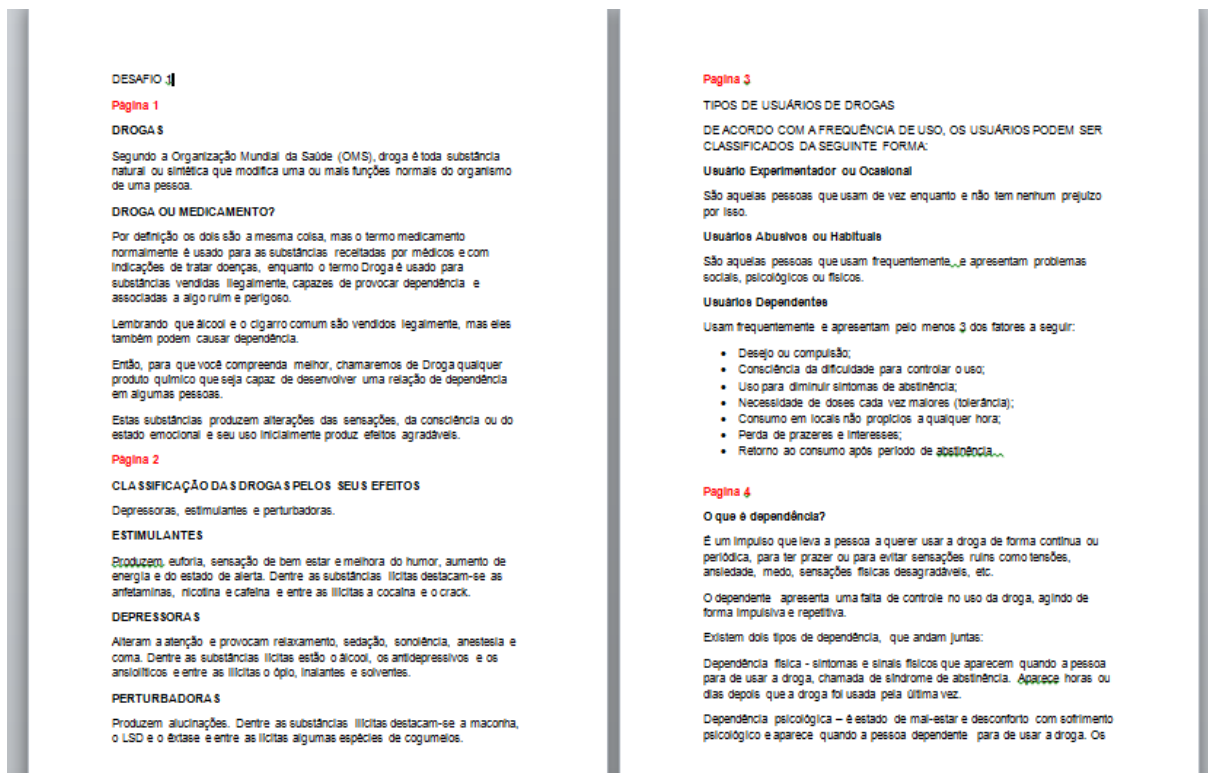 DESAFIO 1
Página 1
DROGAS
Segundo a Organização Mundial da Saúde (OMS), droga é toda substância
natural ou sintética que modifica uma ou mais funções normais do organismo
de uma pessoa.
DROGA OU MEDICAMENTO?
Por definição os dois são a mesma coisa, mas o termo medicamento
normalmente é usado para as substâncias receitadas por médicos e com
indicações de tratar doenças, enquanto o termo Droga é usado para
substâncias vendidas ilegalmente, capazes de provocar dependência e
associadas a algo ruim e perigoso.
Lembrando que álcool e o cigarro comum são vendidos legalmente, mas eles
também podem causar dependência.
Então, para que você compreenda melhor, chamaremos de Droga qualquer
produto químico que seja capaz de desenvolver uma relação de dependência
em algumas pessoas.
Estas substâncias produzem alterações das sensações, da consciência ou do
estado emocional e seu uso inicialmente produz efeitos agradáveis.
Página 2
CLASSIFICAÇÃO DAS DROGAS PELOS SEUS EFEITOS
Depressoras, estimulantes e perturbadoras.
ESTIMULANTES
Produzem euforia, sensação de bem estar e melhora do humor, aumento de
energia e do estado de alerta. Dentre as substâncias lícitas destacam-se as
anfetaminas, nicotina e cafeína e entre as ilícitas a cocaína e o crack.
DEPRESSORAS
Alteram a atenção e provocam relaxamento, sedação, sonolência, anestesia e
coma. Dentre as substâncias lícitas estão o álcool, os antidepressivos e os
ansiolíticos e entre as ilícitas o ópio, inalantes e solventes.
PERTURBADORAS
Produzem alucinações. Dentre as substâncias ilícitas destacam-se a maconha,
o LSD e o êxtase e entre as lícitas algumas espécies de cogumelos.
Pagina 3
TIPOS DE USUÁRIOS DE DROGAS
DE ACORDO COM A FREQUÊNCIA DE USO, OS USUÁRIOS PODEM SER
CLASSIFICADOS DA SEGUINTE FORMA:
Usuário Experimentador ou Ocasional
São aquelas pessoas que usam de vez enquanto e não tem nenhum prejuízo
por isso.
Usuários Abusivos ou Habituais
São aquelas pessoas que usam frequentemente e apresentam problemas
sociais, psicológicos ou físicos.
Usuários Dependentes
Usam frequentemente e apresentam pelo menos 3 dos fatores a seguir:
• Desejo ou compulsão;
• Consciência da dificuldade para controlar o uso;
• Uso para diminuir sintomas de abstinência;
• Necessidade de doses cada vez maiores (tolerância);
• Consumo em locais não propícios a qualquer hora;
• Perda de prazeres e interesses;
• Retorno ao consumo após período de abstinência.
Pagina 4
O que é dependência?
É um impulso que leva a pessoa a querer usar a droga de forma contínua ou
periódica, para ter prazer ou para evitar sensações ruins como tensões,
ansiedade, medo, sensações físicas desagradáveis, etc.
O dependente apresenta uma falta de controle no uso da droga, agindo de
forma impulsiva e repetitiva.
Existem dois tipos de dependência, que andam juntas:
Dependência física - sintomas e sinais físicos que aparecem quando a pessoa
para de usar a droga, chamada de síndrome de abstinência. Aparece horas ou
dias depois que a droga foi usada pela última vez.
Dependência psicológica – é estado de mal-estar e desconforto com sofrimento
psicológico e aparece quando a pessoa dependente para de usar a droga. Os